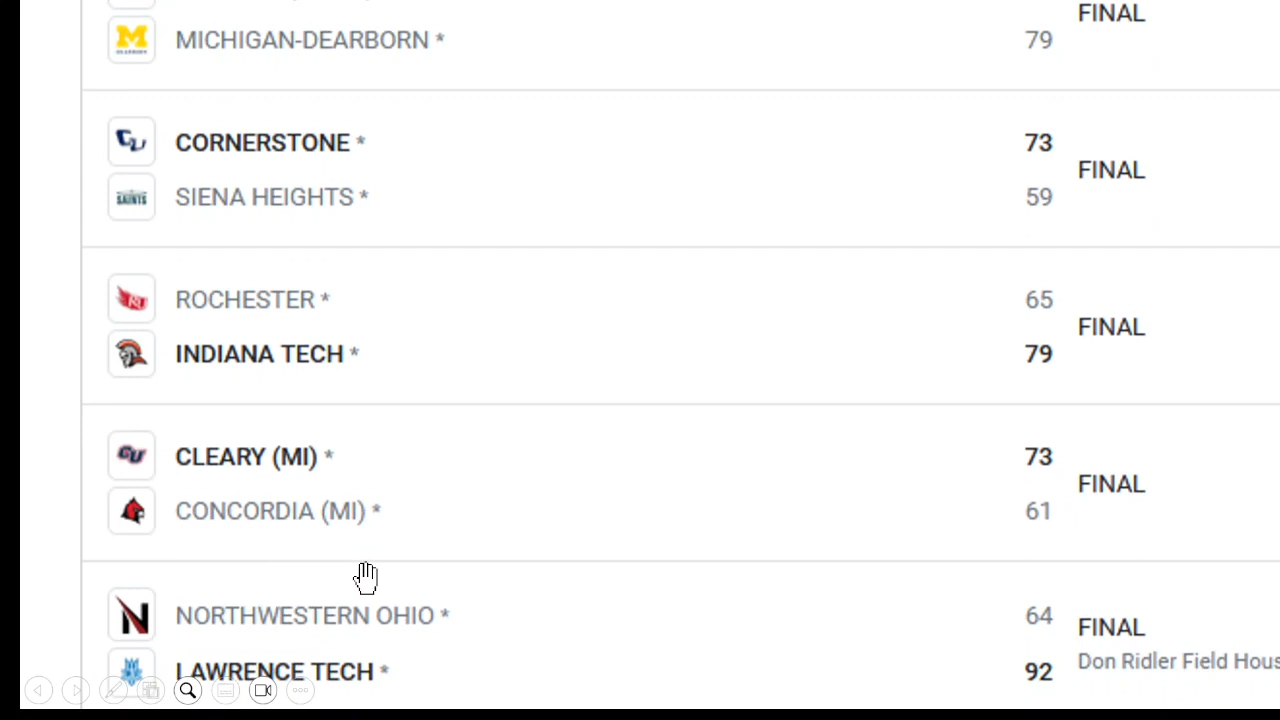 FINAL
MICHIGAN-DEARBORN * 79
CORNERSTONE * 73
FINAL
SIENA HEIGHTS * 59
ROCHESTER * 65
FINAL
INDIANA TECH * 79
CLEARY (MI) * 73
FINAL
CONCORDIA (MI) * 61
NORTHWESTERN OHIO * 64
FINAL
Don Ridler Field Hous
LAWRENCE TECH * 92